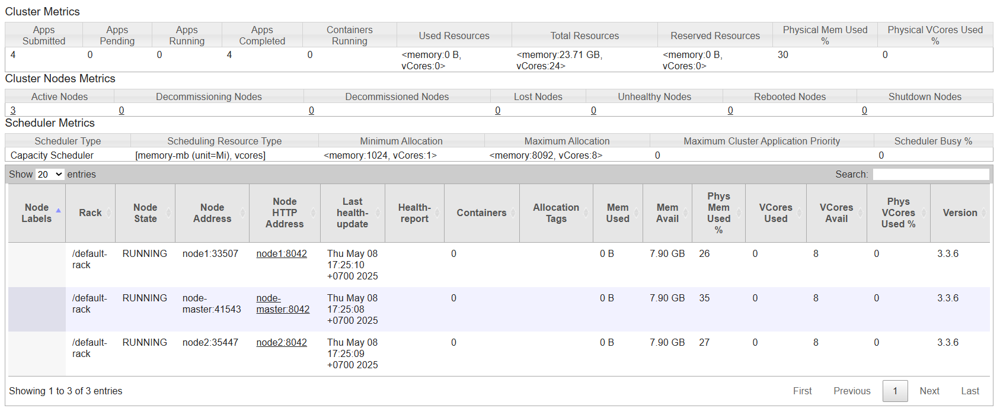 Cluster Metrics
Apps Submitted Apps Pending Apps Running Apps Completed Containers Running Used Resources Total Resources Reserved Resources Physical Mem Used % Physical VCores Used %
4 0 0 4 0 <memory:0 B, vCores:0> <memory:23.71 GB, vCores:24> <memory:0 B, vCores:0> 30 0
Cluster Nodes Metrics
Active Nodes Decommissioning Nodes Decommissioned Nodes Lost Nodes Unhealthy Nodes Rebooted Nodes Shutdown Nodes
3 0 0 0 0 0 0
Scheduler Metrics
Scheduler Type Scheduling Resource Type Minimum Allocation Maximum Allocation Maximum Cluster Application Priority Scheduler Busy %
Capacity Scheduler [memory-mb (unit=Mi), vcores] <memory:1024, vCores:1> <memory:8092, vCores:8> 0 0
Show 20 entries Search:
Node Labels Rack Node State Node Address Node HTTP Address Last health-update Health-report Containers Allocation Tags Mem Used Mem Avail Phys Mem Used % VCores Used VCores Avail Phys VCores Used % Version
/default-rack RUNNING node1:33507 node1:8042 Thu May 08 17:25:10 +0700 2025 0 0 B 7.90 GB 26 0 8 0 3.3.6
/default-rack RUNNING node-master:41543 node-master:8042 Thu May 08 17:25:08 +0700 2025 0 0 B 7.90 GB 35 0 8 0 3.3.6
/default-rack RUNNING node2:35447 node2:8042 Thu May 08 17:25:09 +0700 2025 0 0 B 7.90 GB 27 0 8 0 3.3.6
Showing 1 to 3 of 3 entries First Previous 1 Next Last